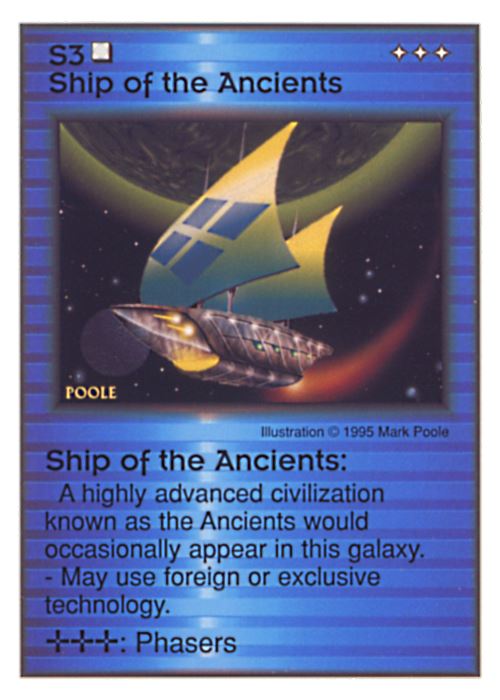 S3
Ship of the Ancients
POOLE
Illustration © 1995 Mark Poole
Ship of the Ancients:
A highly advanced civilization
known as the Ancients would
occasionally appear in this galaxy.
- May use foreign or exclusive
technology.
✛✛✛: Phasers